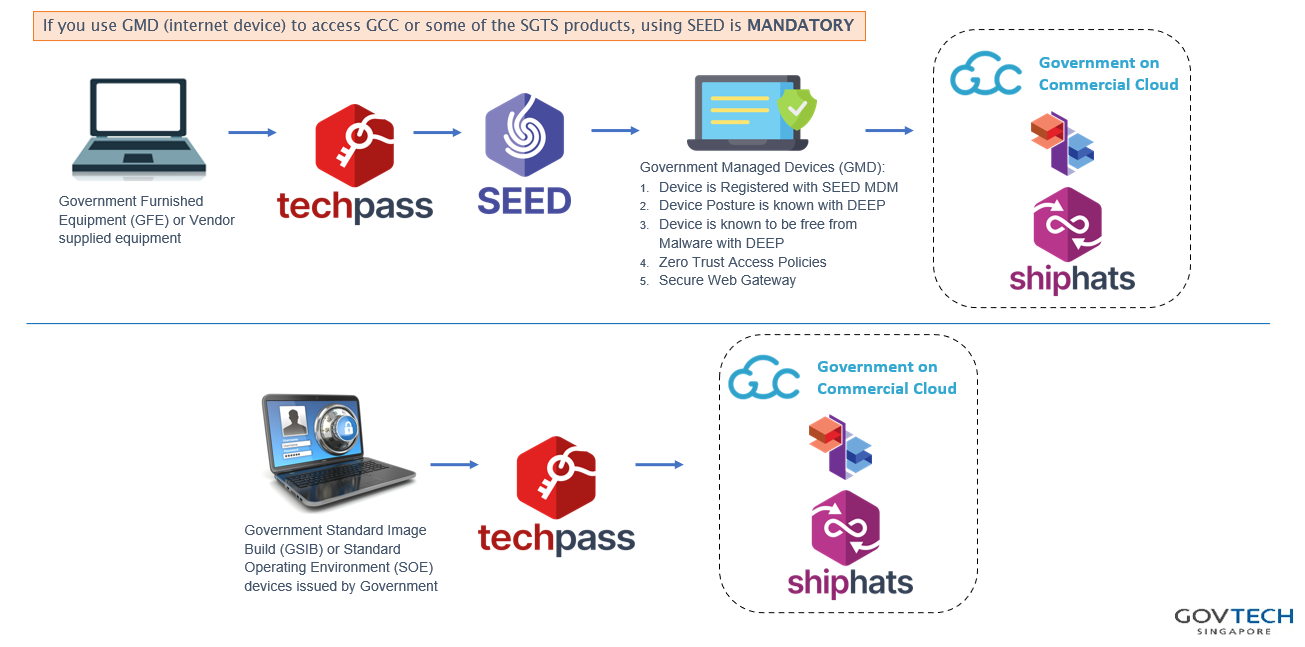 If you use GMD (internet device) to access GCC or some of the SGTS products, using SEED is MANDATORY
Government Furnished
Equipment (GFE) or Vendor
supplied equipment
techpass
SEED
Government Managed Devices (GMD):
1. Device is Registered with SEED MDM
2. Device Posture is known with DEEP
3. Device is known to be free from
Malware with DEEP
4. Zero Trust Access Policies
5. Secure Web Gateway
GCC
Government on
Commercial Cloud
shiphats
Government Standard Image
Build (GSIB) or Standard
Operating Environment (SOE)
devices issued by Government
techpass
GCC
Government on
Commercial Cloud
shiphats
GOVTECH
SINGAPORE